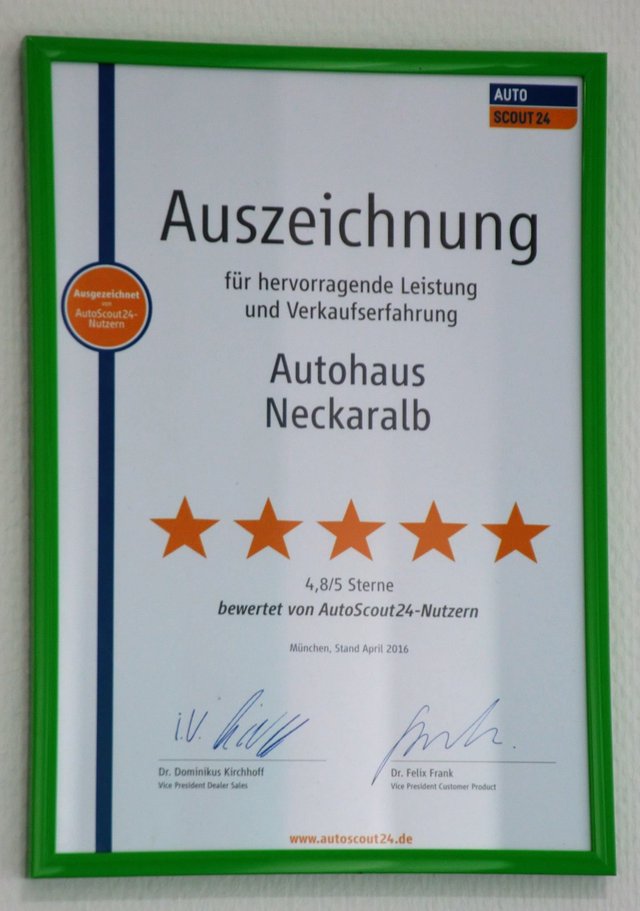 AUTO
SCOUT 24
Auszeichnung
für hervorragende Leistung
und Verkaufserfahrung
Ausgezeichnet
von
AutoScout24-
Nutzern
Autohaus
Neckaralb
4,8/5 Sterne
bewertet von AutoScout24-Nutzern
München, Stand April 2016
i.V.
Dr. Dominikus Kirchhoff
Vice President Dealer Sales
Dr. Felix Frank
Vice President Customer Product
www.autoscout24.de